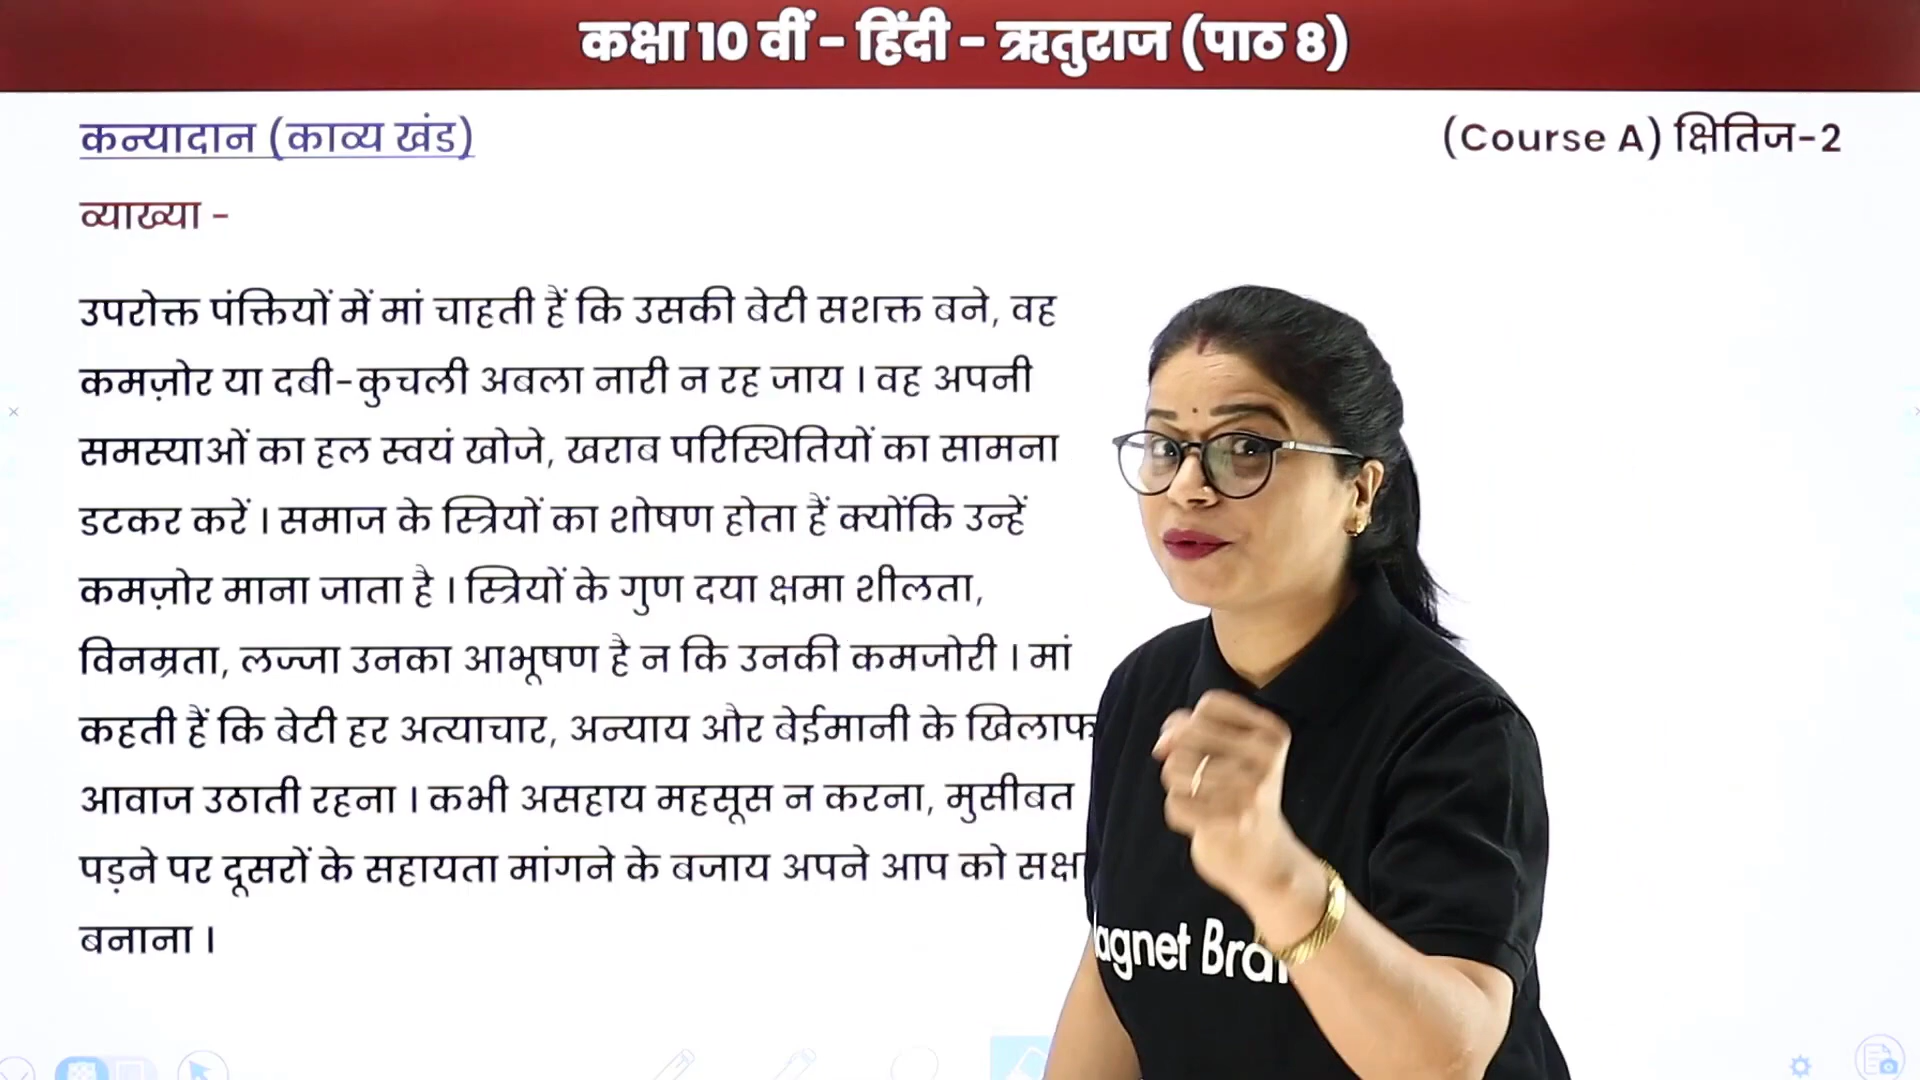 कक्षा 10 वीं - हिंदी - ऋतुराज (पाठ 8)
कन्यादान (काव्य खंड)
(Course A) क्षितिज-2
व्याख्या -
उपरोक्त पंक्तियों में मां चाहती हैं कि उसकी बेटी सशक्त बने, वह
कमज़ोर या दबी-कुचली अबला नारी न रह जाय । वह अपनी
समस्याओं का हल स्वयं खोजे, खराब परिस्थितियों का सामना
डटकर करें । समाज के स्त्रियों का शोषण होता हैं क्योंकि उन्हें
कमज़ोर माना जाता है । स्त्रियों के गुण दया क्षमा शीलता,
विनम्रता, लज्जा उनका आभूषण है न कि उनकी कमजोरी । मां
कहती हैं कि बेटी हर अत्याचार, अन्याय और बेईमानी के खिलाफ
आवाज उठाती रहना । कभी असहाय महसूस न करना, मुसीबत
पड़ने पर दूसरों के सहायता मांगने के बजाय अपने आप को
बनाना ।